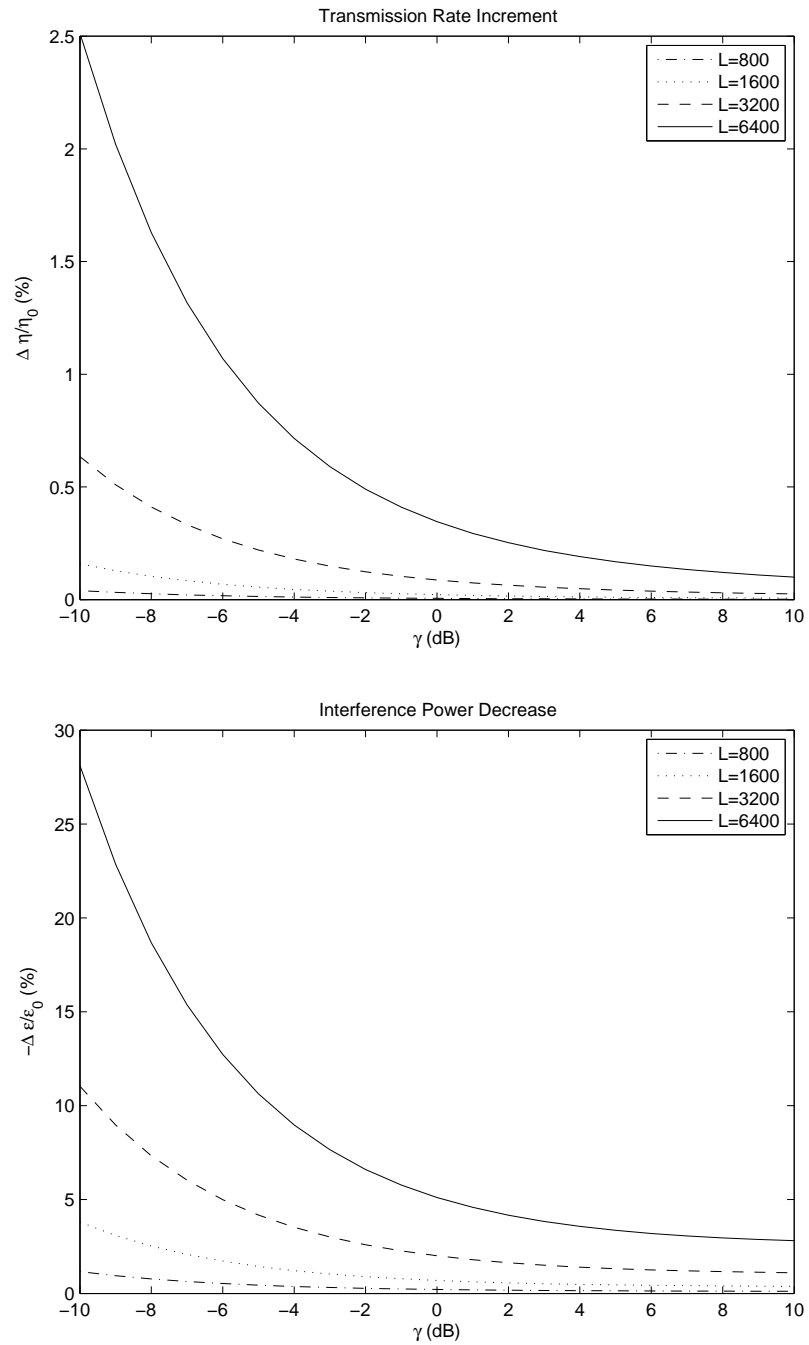 Transmission Rate Increment
2.5
2
1.5
1
0.5
0
Δ η/η0 (%)
L=800
L=1600
L=3200
L=6400
−10 −8 −6 −4 −2 0 2 4 6 8 10
γ (dB)
Interference Power Decrease
30
25
20
15
10
5
0
−Δ ε/ε0 (%)
L=800
L=1600
L=3200
L=6400
−10 −8 −6 −4 −2 0 2 4 6 8 10
γ (dB)